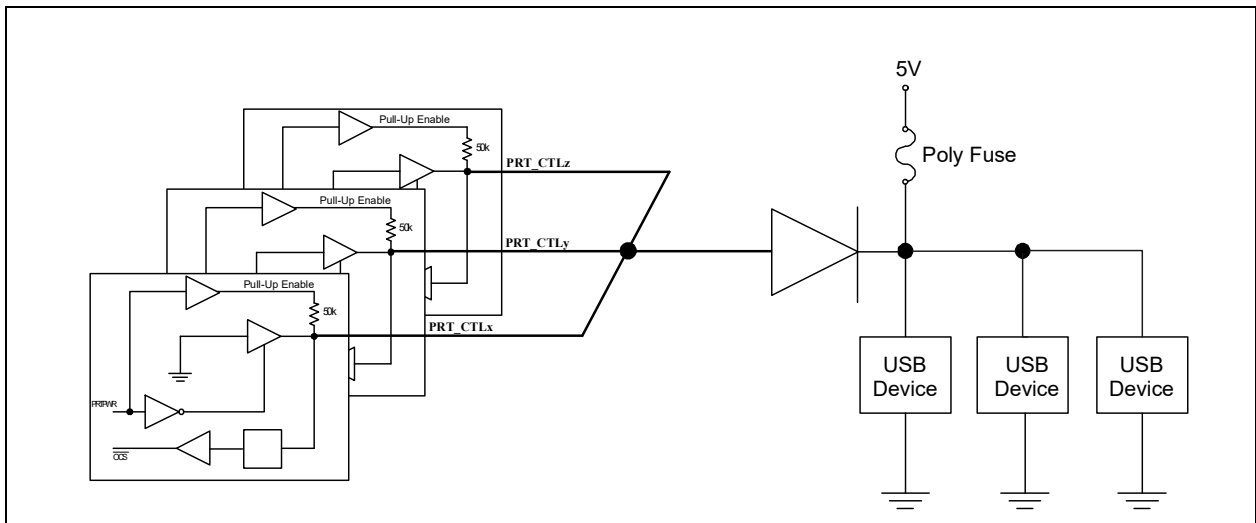 5V
Poly Fuse
Pull-Up Enable
50k
PRT_CTLz
Pull-Up Enable
50k
PRT_CTLy
Pull-Up Enable
50k
PRT_CTLx
PRTPWR
OCS
USB
Device
USB
Device
USB
Device